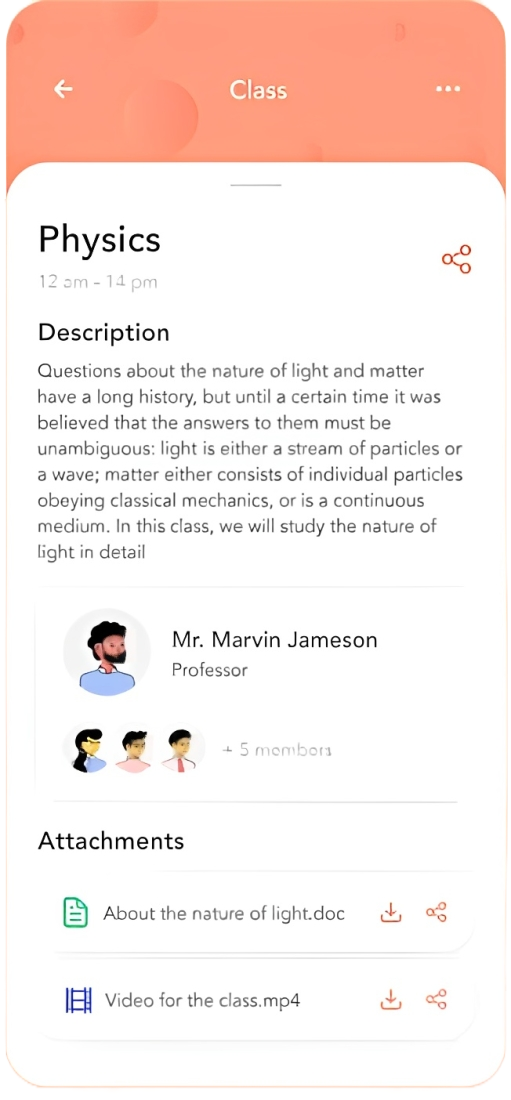 Class
Physics
12 am - 14 pm
Description
Questions about the nature of light and matter
have a long history, but until a certain time it was
believed that the answers to them must be
unambiguous: light is either a stream of particles or
a wave; matter either consists of individual particles
obeying classical mechanics, or is a continuous
medium. In this class, we will study the nature of
light in detail
Mr. Marvin Jameson
Professor
+ 5 members
Attachments
About the nature of light.doc
Video for the class.mp4